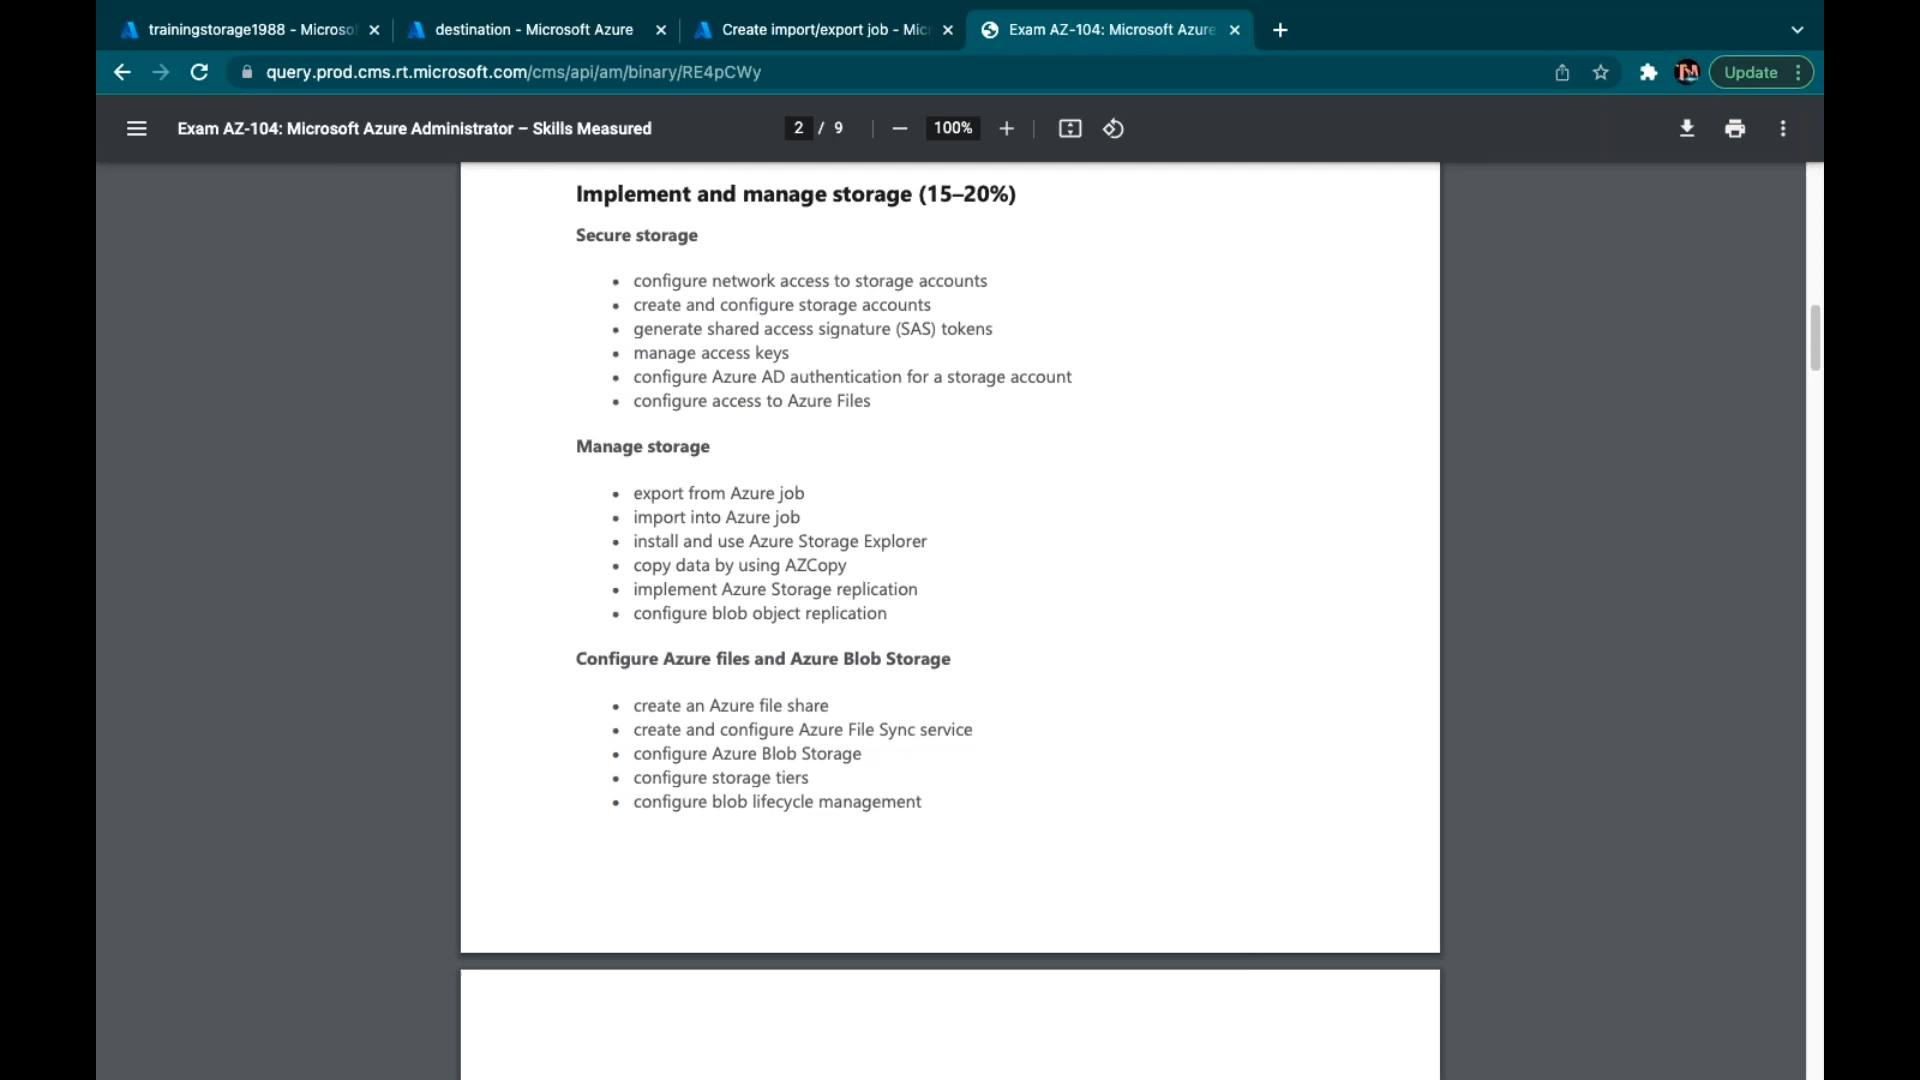 trainingstorage1988 - Microso
destination - Microsoft Azure
Create import/export job - Mic
Exam AZ-104: Microsoft Azure
query.prod.cms.rt.microsoft.com/cms/api/am/binary/RE4pCWy
Update
Exam AZ-104: Microsoft Azure Administrator – Skills Measured
2 / 9
100%
Implement and manage storage (15–20%)
Secure storage
• configure network access to storage accounts
• create and configure storage accounts
• generate shared access signature (SAS) tokens
• manage access keys
• configure Azure AD authentication for a storage account
• configure access to Azure Files
Manage storage
• export from Azure job
• import into Azure job
• install and use Azure Storage Explorer
• copy data by using AZCopy
• implement Azure Storage replication
• configure blob object replication
Configure Azure files and Azure Blob Storage
• create an Azure file share
• create and configure Azure File Sync service
• configure Azure Blob Storage
• configure storage tiers
• configure blob lifecycle management